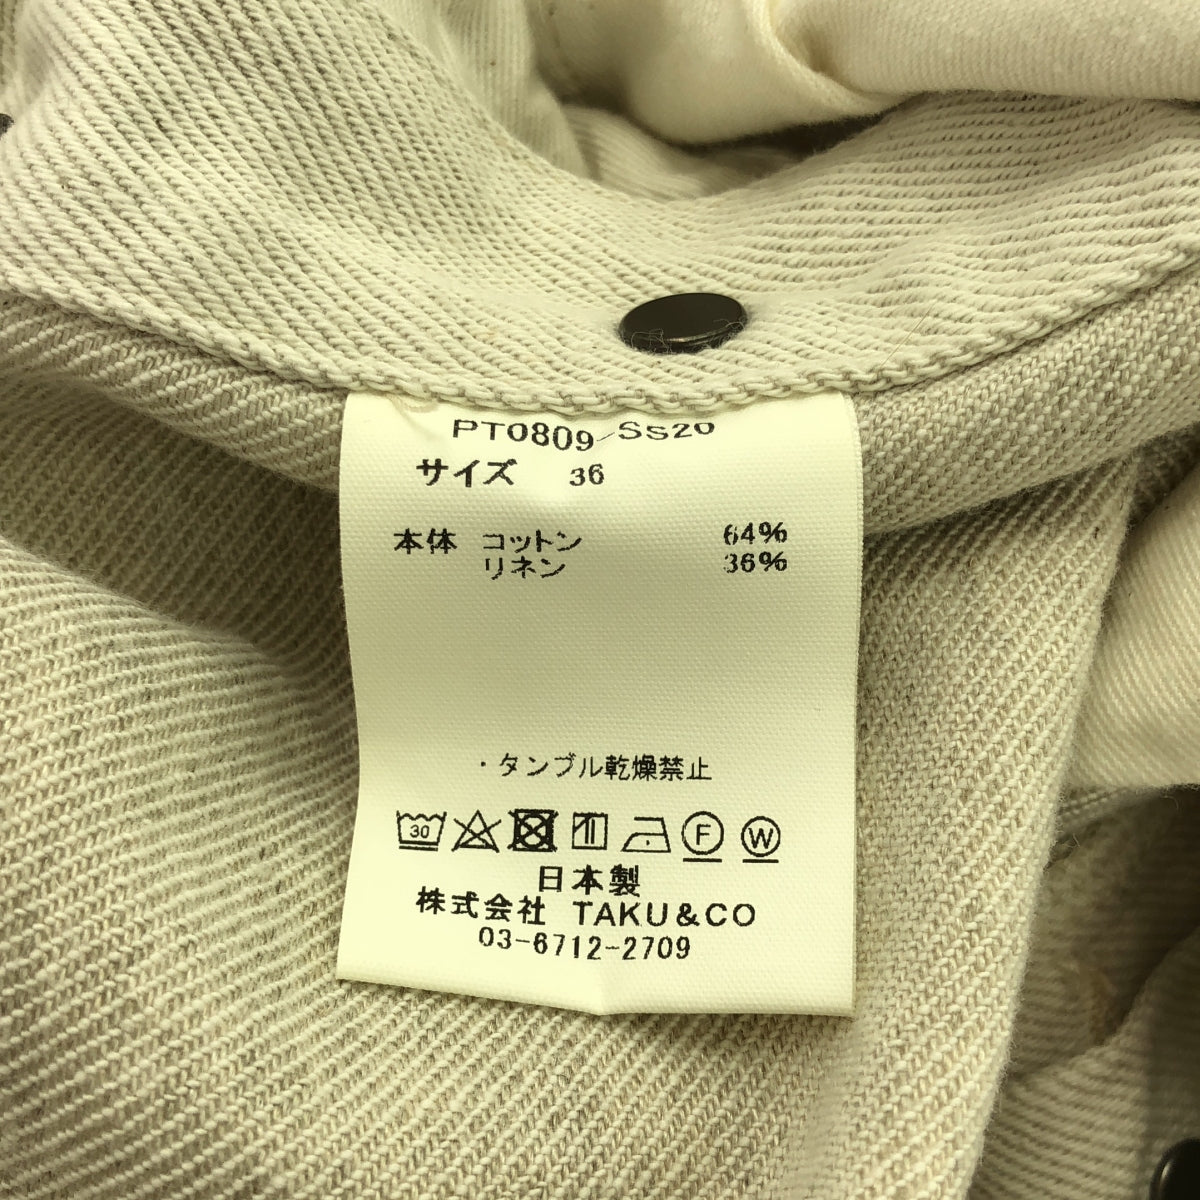 PT0809-SS20
サイズ 36
本体 コットン 64%
リネン 36%
・タンブル乾燥禁止
30 F W
日本製
株式会社 TAKU&CO
03-6712-2709